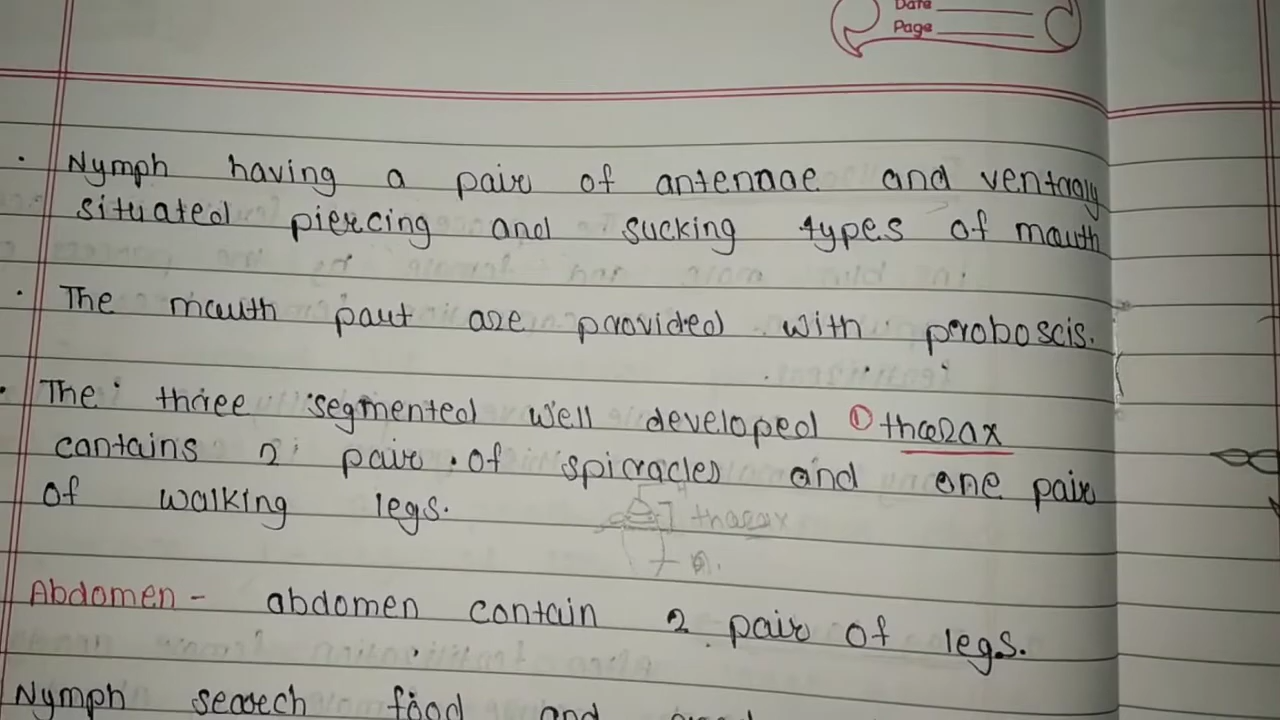 Date
Page
• Nymph having a pair of antennae and ventrally
situated piercing and sucking types of mouth
• The mouth part are provided with proboscis.
• The three segmented well developed ① thorax
contains 2 pair of spiracles and one pair
of walking legs.
thorax
Abdomen - abdomen contain 2 pair of legs.
Nymph search food and